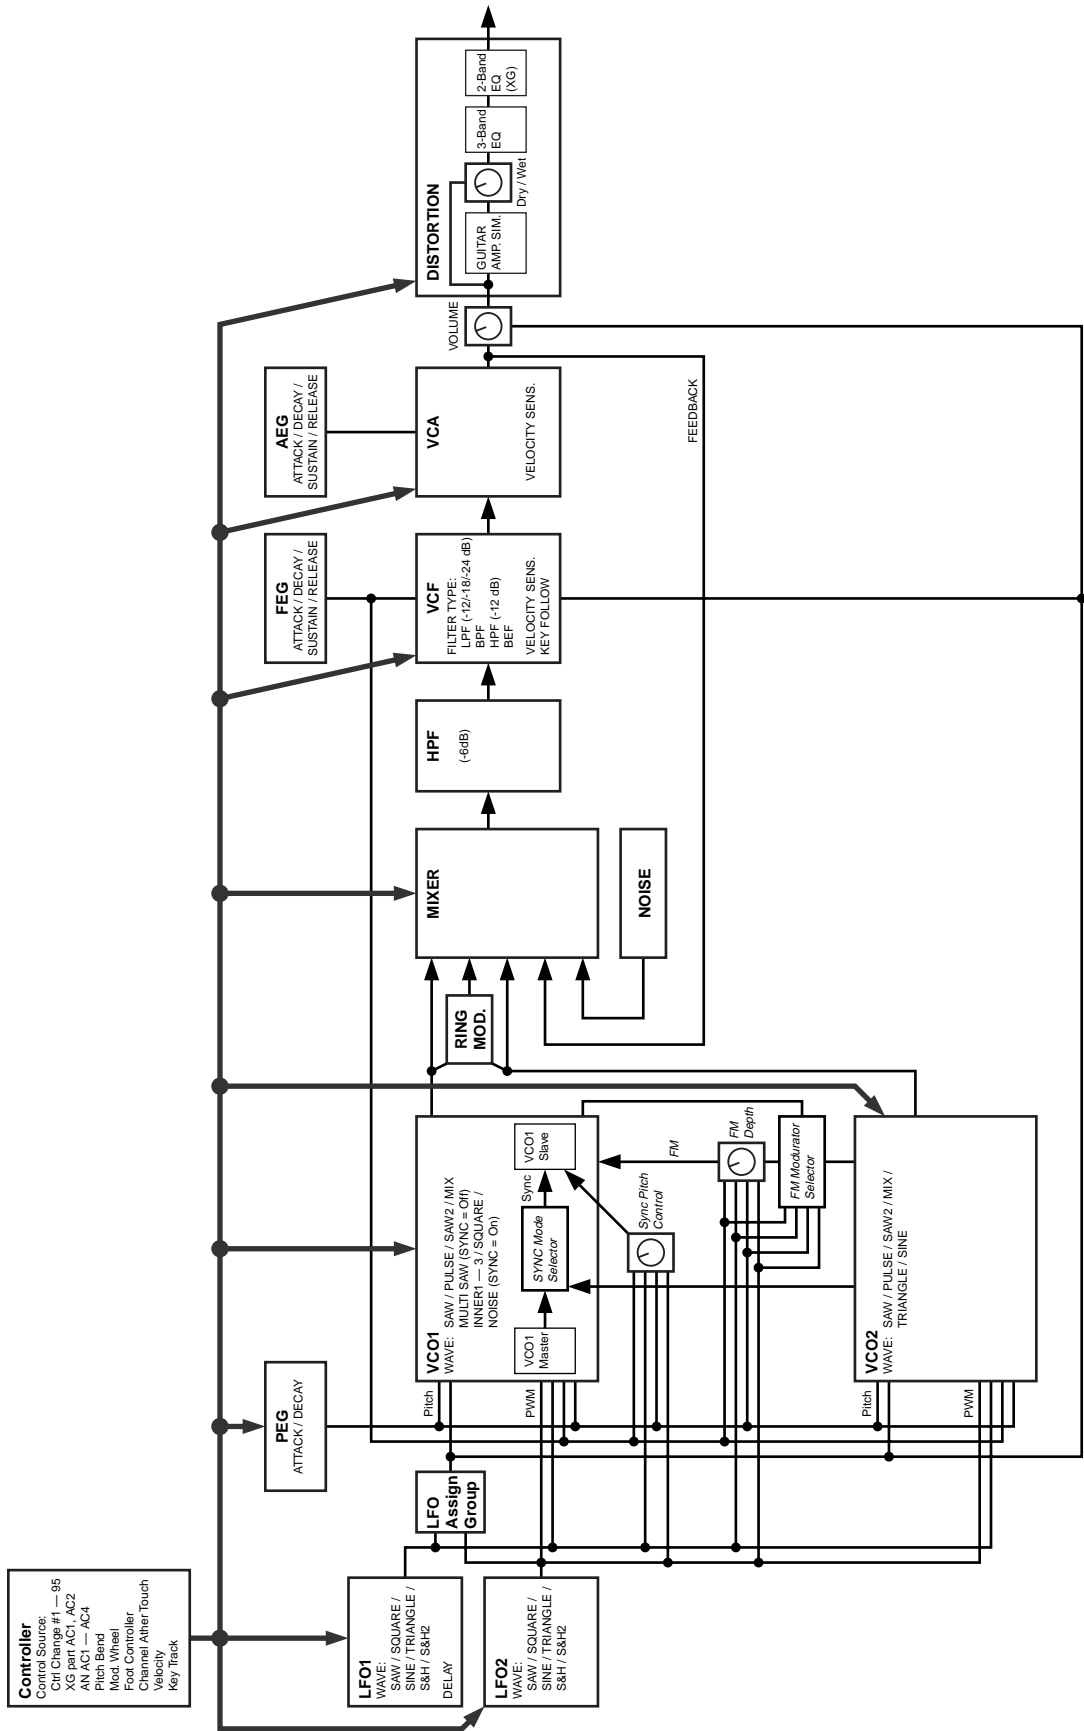 Controller
Control Source:
Ctrl Change #1 — 95
XG part AC1, AC2
AN AC1 — AC4
Pitch Bend
Mod. Wheel
Foot Controller
Channel Ather Touch
Velocity
Key Track
LFO1
WAVE:
SAW / SQUARE /
SINE / TRIANGLE /
S&H / S&H2
DELAY
LFO2
WAVE:
SAW / SQUARE /
SINE / TRIANGLE /
S&H / S&H2
LFO
Assign
Group
PEG
ATTACK / DECAY
Pitch
PWM
VCO1
WAVE: SAW / PULSE / SAW2 / MIX
MULTI SAW (SYNC = Off)
INNER1 — 3 / SQUARE /
NOISE (SYNC = On)
VCO1
Master
SYNC Mode
Selector
Sync
VCO1
Slave
Sync Pitch
Control
FM
FM
Depth
FM Modurator
Selector
Pitch
PWM
VCO2
WAVE: SAW / PULSE / SAW2 / MIX /
TRIANGLE / SINE
RING
MOD.
MIXER
NOISE
HPF
(-6dB)
FEG
ATTACK / DECAY /
SUSTAIN / RELEASE
VCF
FILTER TYPE:
LPF (-12/-18/-24 dB)
BPF
HPF (-12 dB)
BEF
VELOCITY SENS.
KEY FOLLOW
AEG
ATTACK / DECAY /
SUSTAIN / RELEASE
VCA
VELOCITY SENS.
FEEDBACK
VOLUME
DISTORTION
GUITAR
AMP. SIM.
Dry / Wet
3-Band
EQ
2-Band
EQ
(XG)